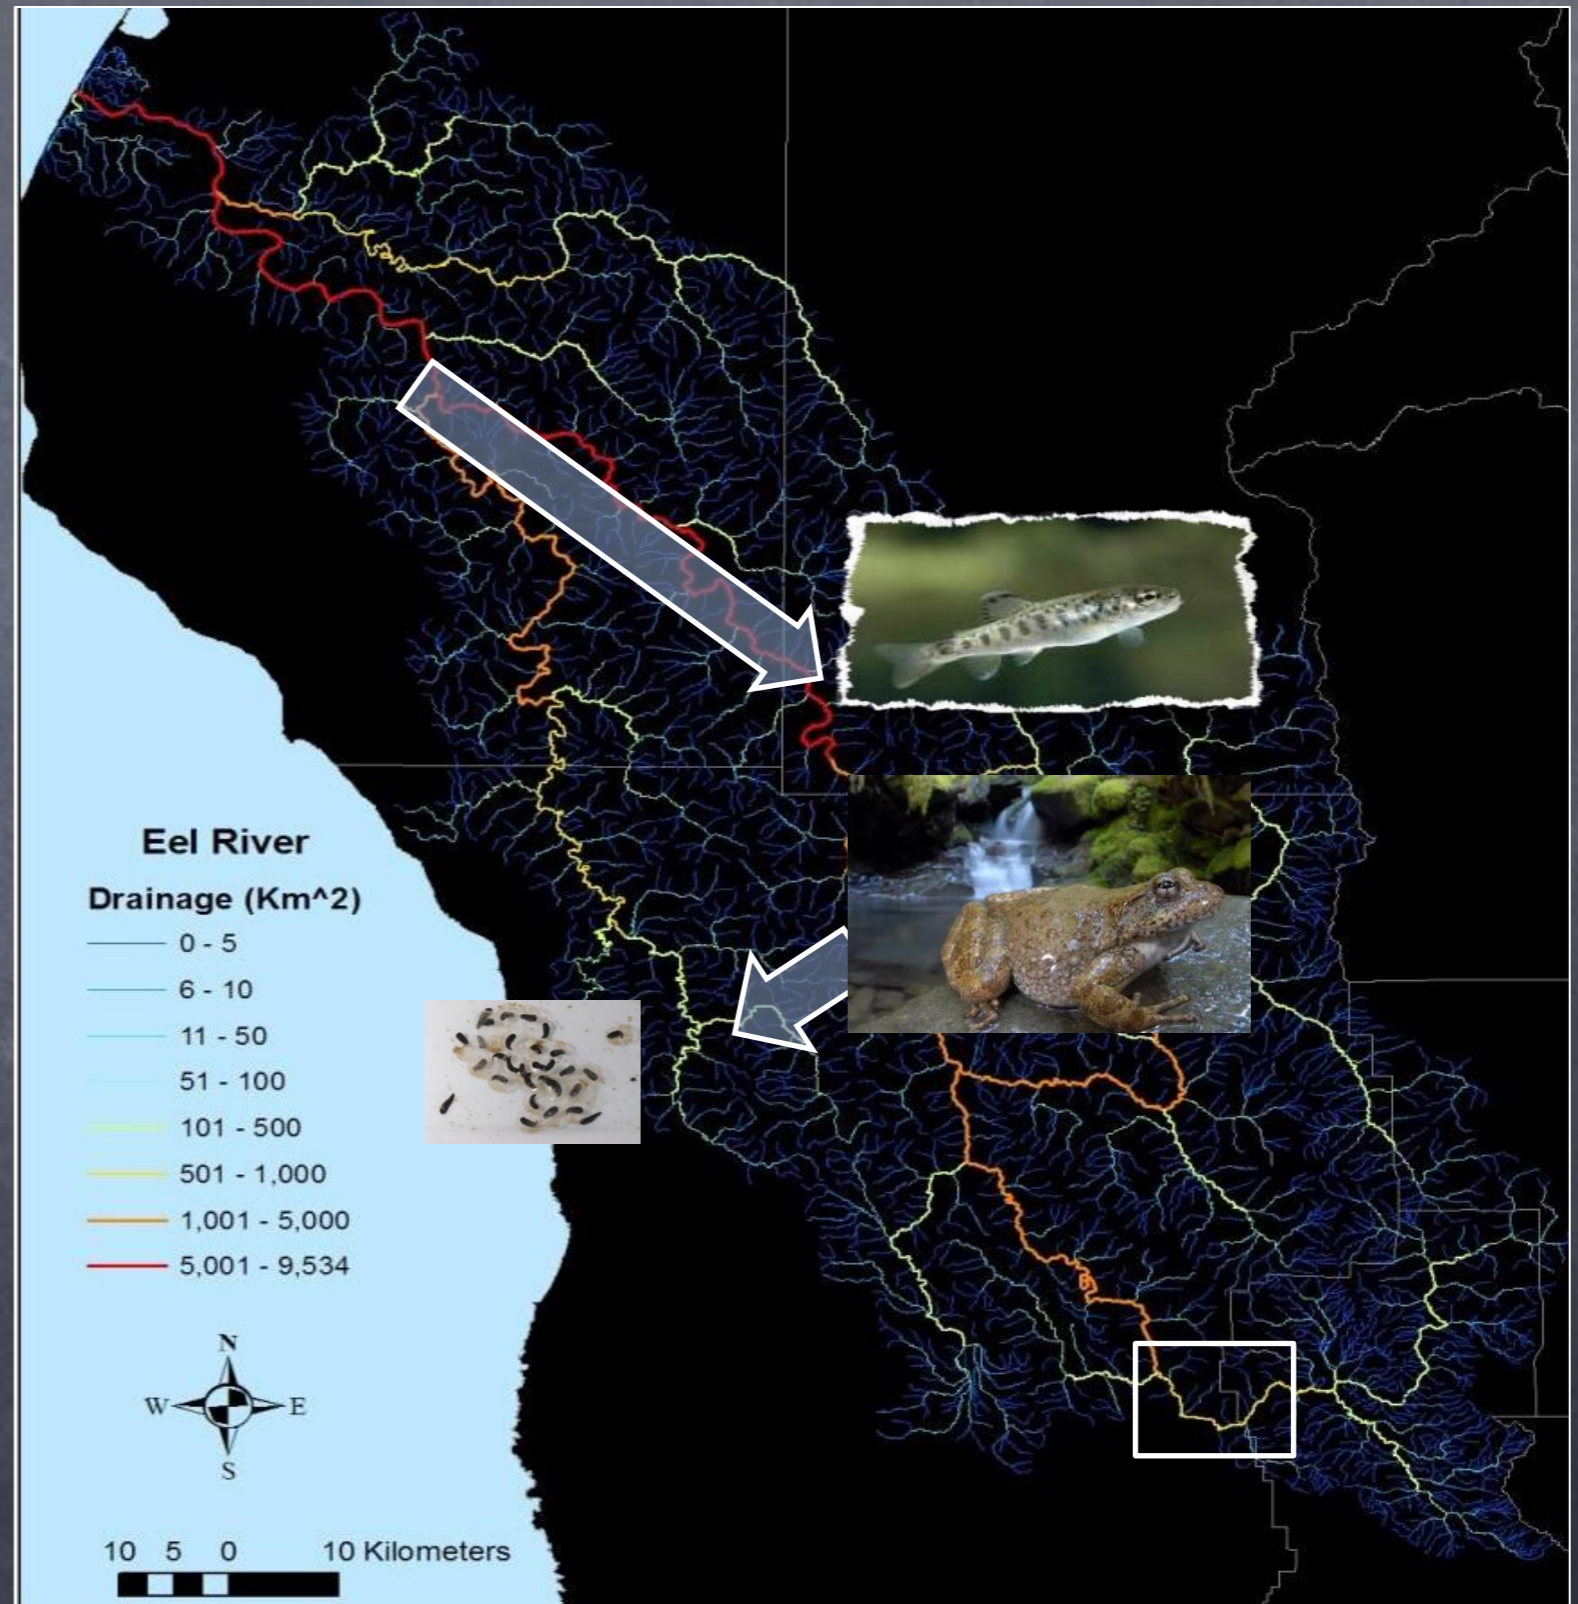 Eel River
Drainage (Km^2)
0 - 5
6 - 10
11 - 50
51 - 100
101 - 500
501 - 1,000
1,001 - 5,000
5,001 - 9,534
N
W E
S
10 5 0 10 Kilometers